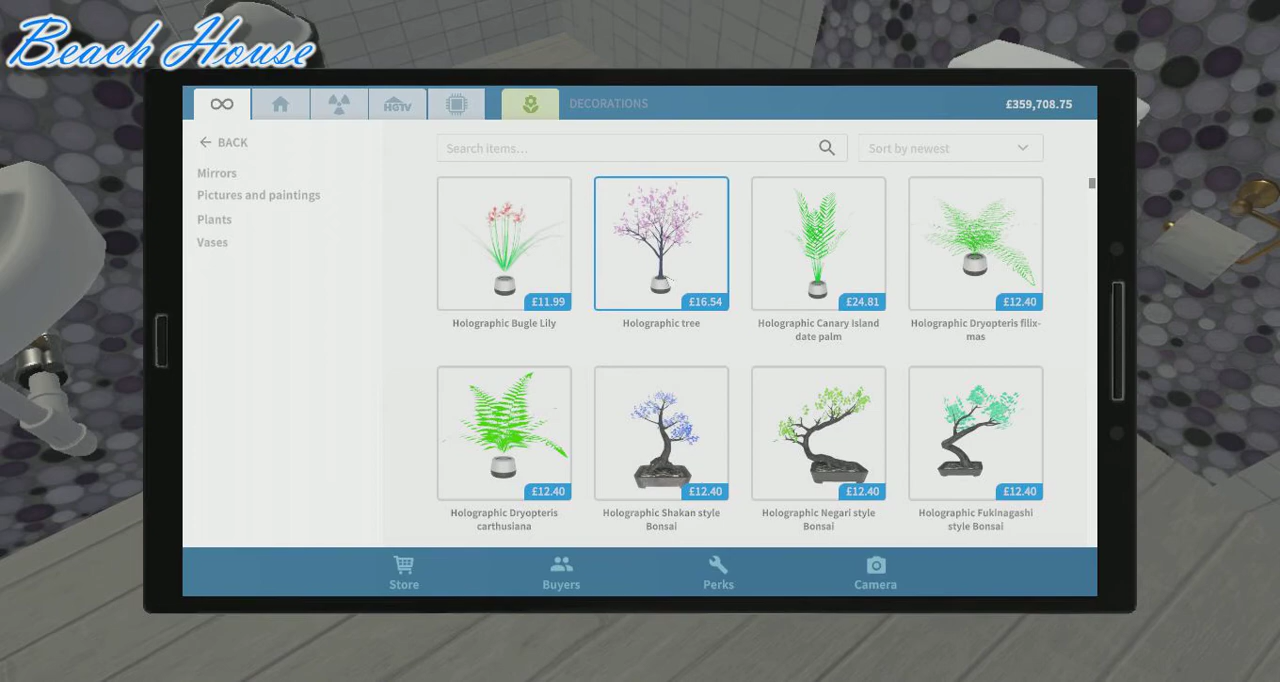 Beach House
HGTV
DECORATIONS
£359,708.75
BACK
Search items...
Sort by newest
Mirrors
Pictures and paintings
Plants
Vases
£11.99
£16.54
£24.81
£12.40
Holographic Bugle Lily
Holographic tree
Holographic Canary Island
date palm
Holographic Dryopteris filix-
mas
£12.40
£12.40
£12.40
£12.40
Holographic Dryopteris
carthusiana
Holographic Shakan style
Bonsai
Holographic Negari style
Bonsai
Holographic Fukinagashi
style Bonsai
Store
Buyers
Perks
Camera